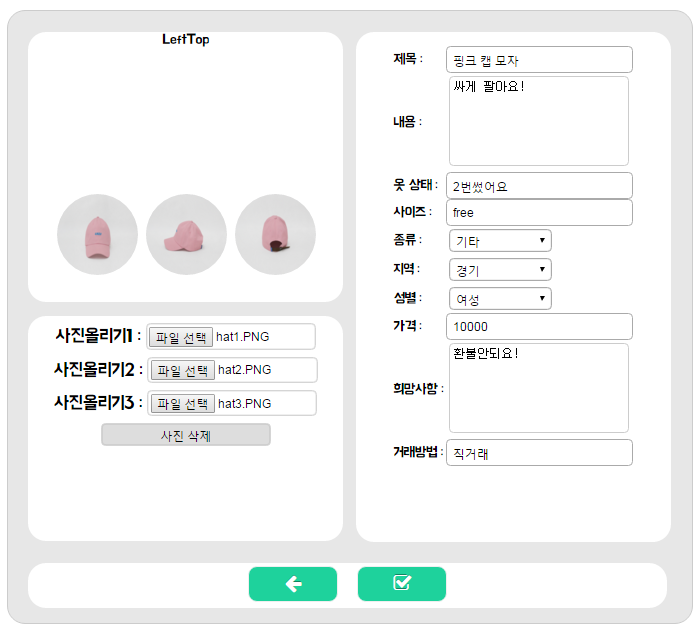 LeftTop
사진올리기1 : 파일 선택 hat1.PNG
사진올리기2 : 파일 선택 hat2.PNG
사진올리기3 : 파일 선택 hat3.PNG
사진 삭제
제목 : 핑크 캡 모자
내용 : 싸게 팔아요!
옷 상태 : 2번썼어요
사이즈 : free
종류 : 기타
지역 : 경기
성별 : 여성
가격 : 10000
희망사항 : 환불안되요!
거래방법 : 직거래